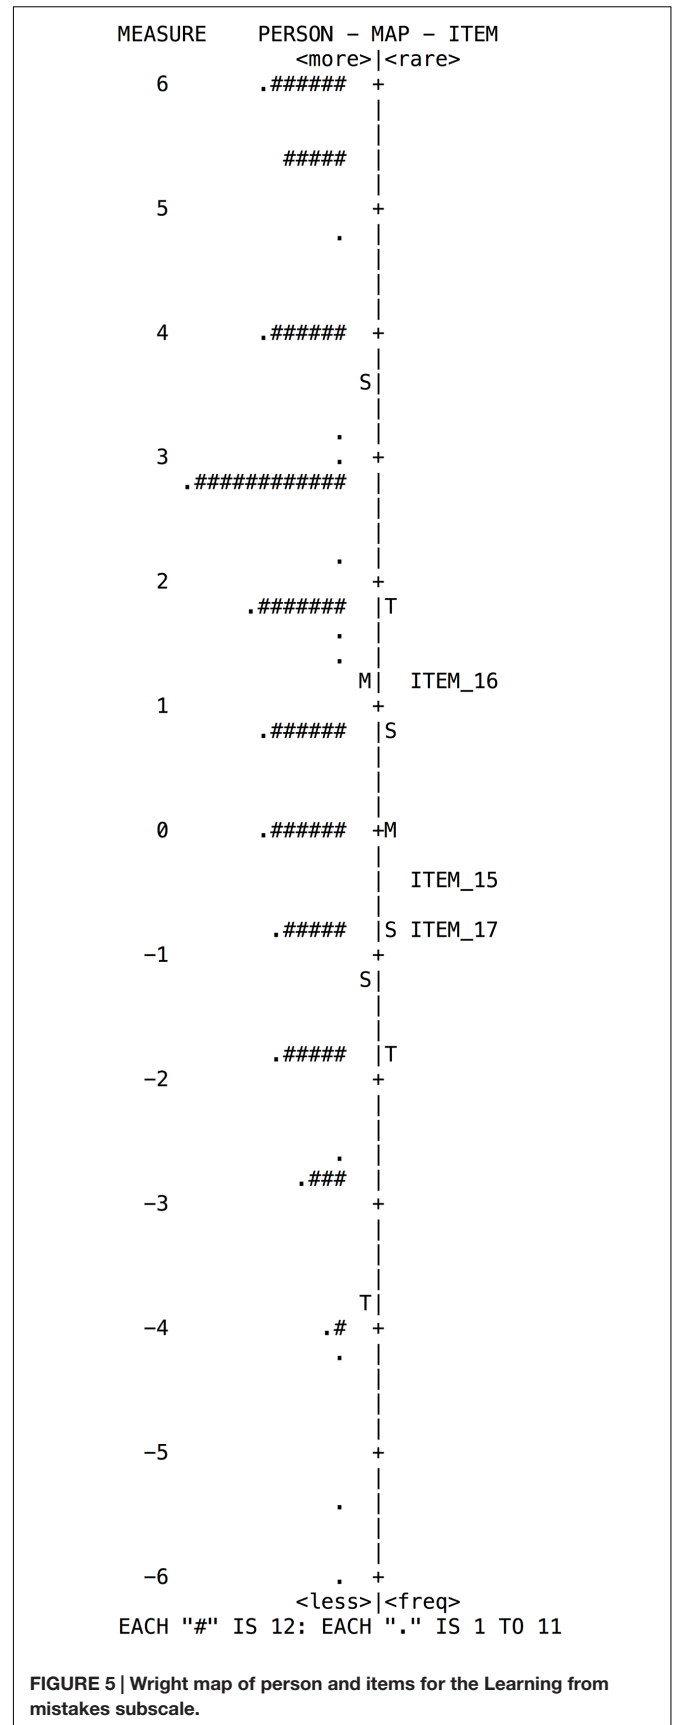 MEASURE    PERSON – MAP – ITEM
              <more>|<rare>
   6       .######  +
                    |
                    |
             #####  |
                    |
   5                +
                 .  |
                    |
                    |
                    |
   4       .######  +
                    |
                   S|
                    |
                 .  |
   3             .  +
     .############  |
                    |
                    |
                 .  |
   2                +
          .#######  |T
                 .  |
                 .  |
                   M|  ITEM_16
   1                +
           .######  |S
                    |
                    |
                    |
   0       .######  +M
                    |
                    |  ITEM_15
                    |
            .#####  |S ITEM_17
  –1                +
                   S|
                    |
                    |
            .#####  |T
  –2                +
                    |
                    |
                 .  |
              .###  |
  –3                +
                    |
                    |
                    |
                   T|
  –4            .#  +
                 .  |
                    |
                    |
                    |
  –5                +
                    |
                 .  |
                    |
                    |
  –6             .  +
              <less>|<freq>
EACH "#" IS 12: EACH "." IS 1 TO 11
FIGURE 5 | Wright map of person and items for the Learning from
mistakes subscale.